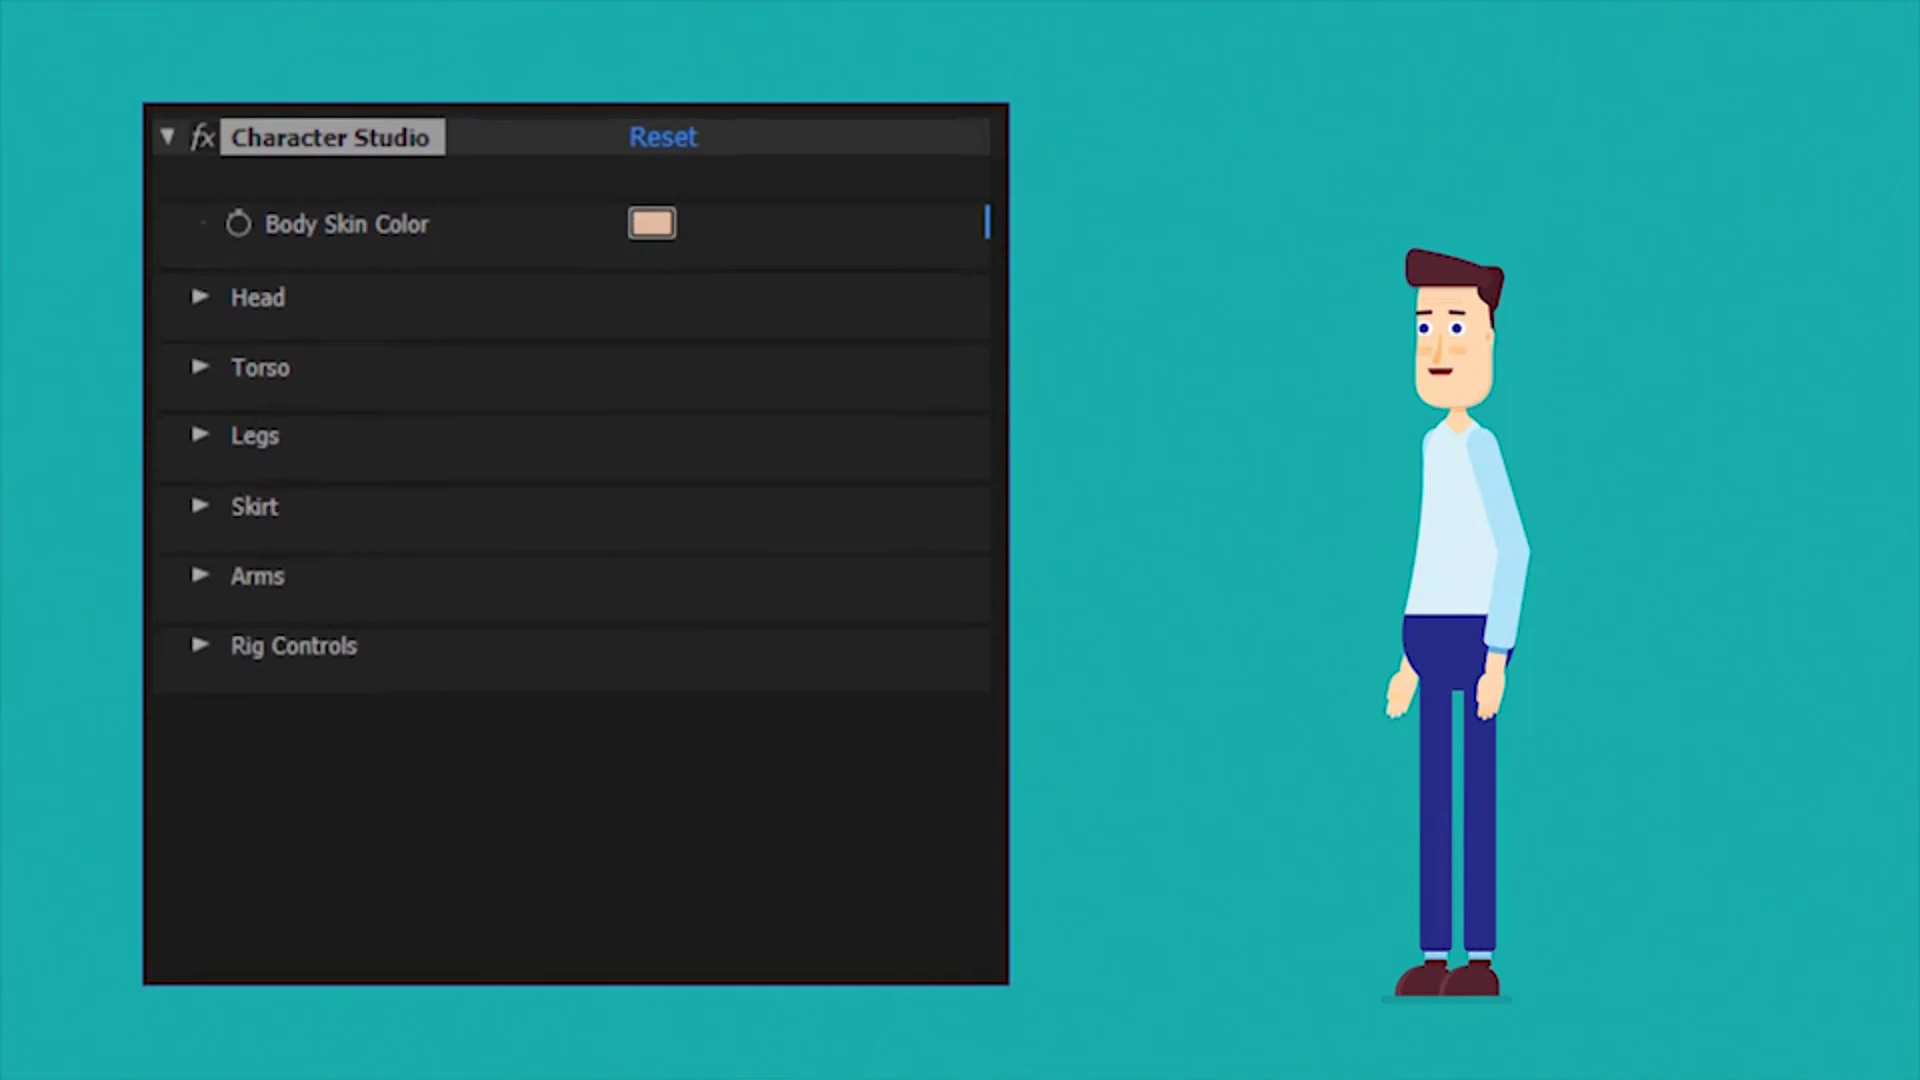 fx Character Studio Reset
Body Skin Color
Head
Torso
Legs
Skirt
Arms
Rig Controls